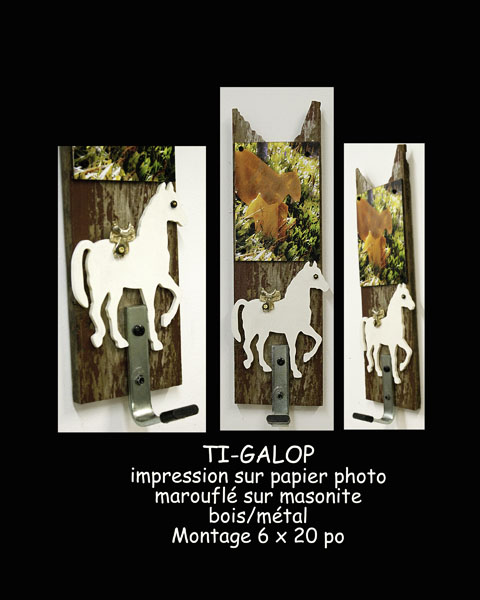 TI-GALOP
impression sur papier photo
marouflé sur masonite
bois/métal
Montage 6 x 20 po